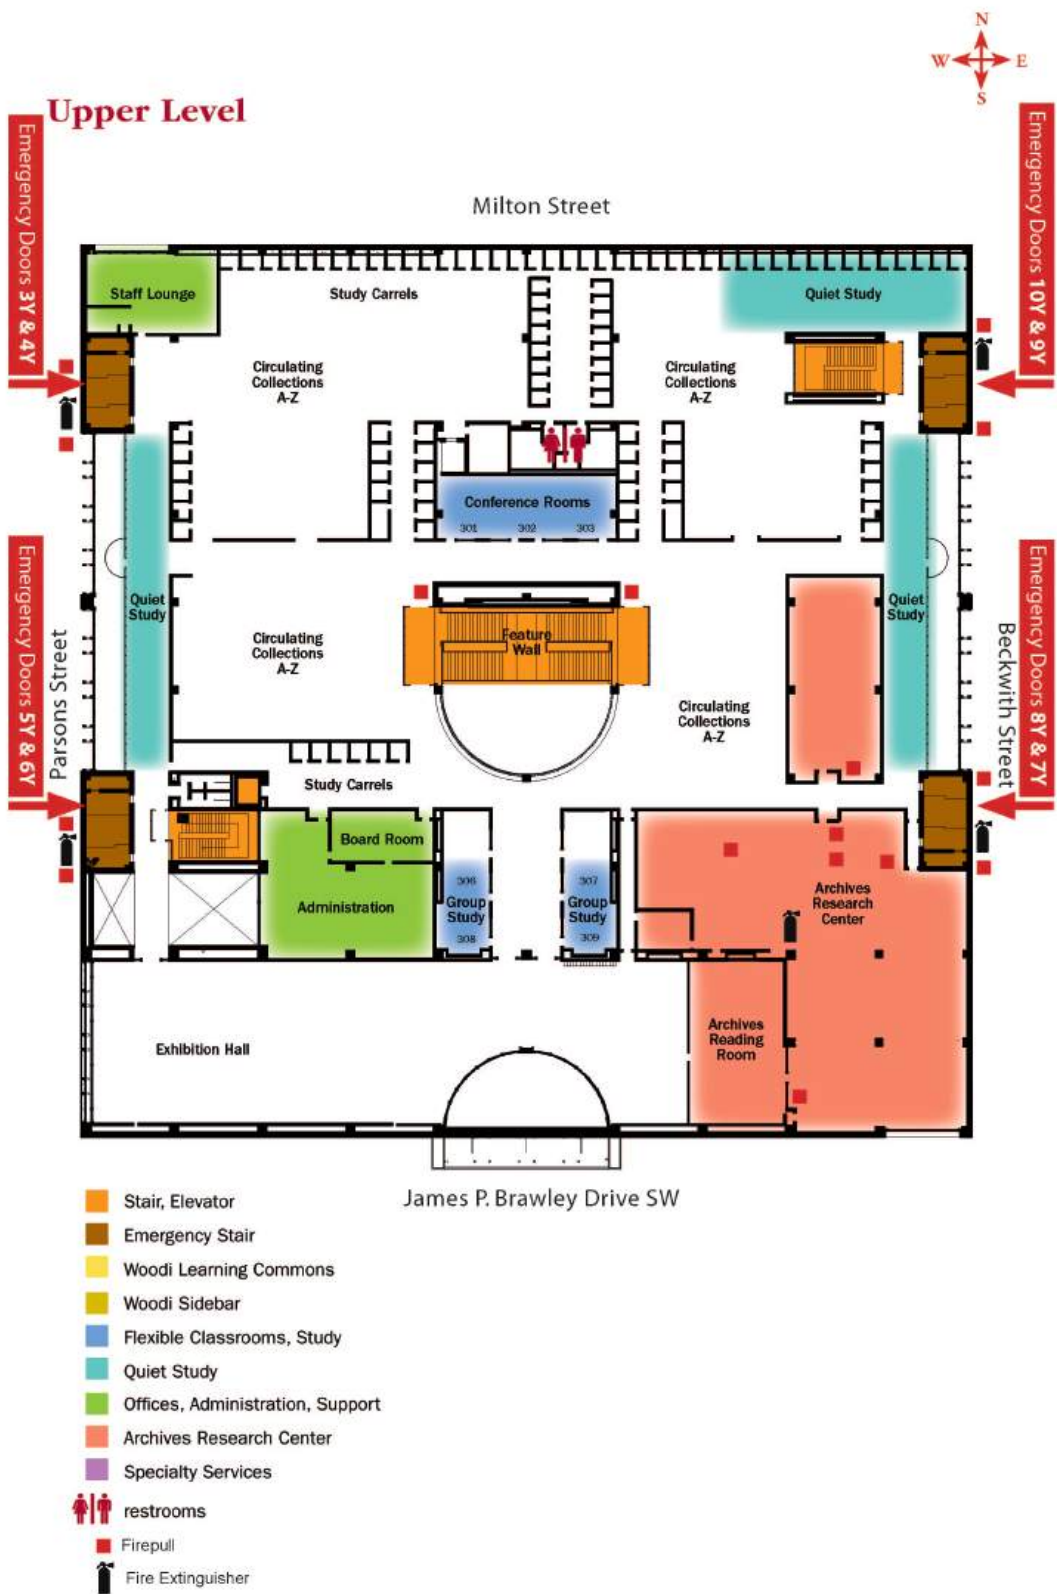 N
W E
S
Upper Level
Emergency Doors 3Y & 4Y
Emergency Doors 10Y & 9Y
Milton Street
Staff Lounge
Study Carrels
Quiet Study
Circulating
Collections
A-Z
Circulating
Collections
A-Z
Conference Rooms
301 302 303
Emergency Doors 5Y & 6Y
Parsons Street
Quiet
Study
Circulating
Collections
A-Z
Feature
Wall
Circulating
Collections
A-Z
Quiet
Study
Beckwith Street
Emergency Doors 8Y & 7Y
Study Carrels
Board Room
Administration
306
Group
Study
308
307
Group
Study
309
Archives
Research
Center
Exhibition Hall
Archives
Reading
Room
James P. Brawley Drive SW
Stair, Elevator
Emergency Stair
Woodi Learning Commons
Woodi Sidebar
Flexible Classrooms, Study
Quiet Study
Offices, Administration, Support
Archives Research Center
Specialty Services
restrooms
Firepull
Fire Extinguisher